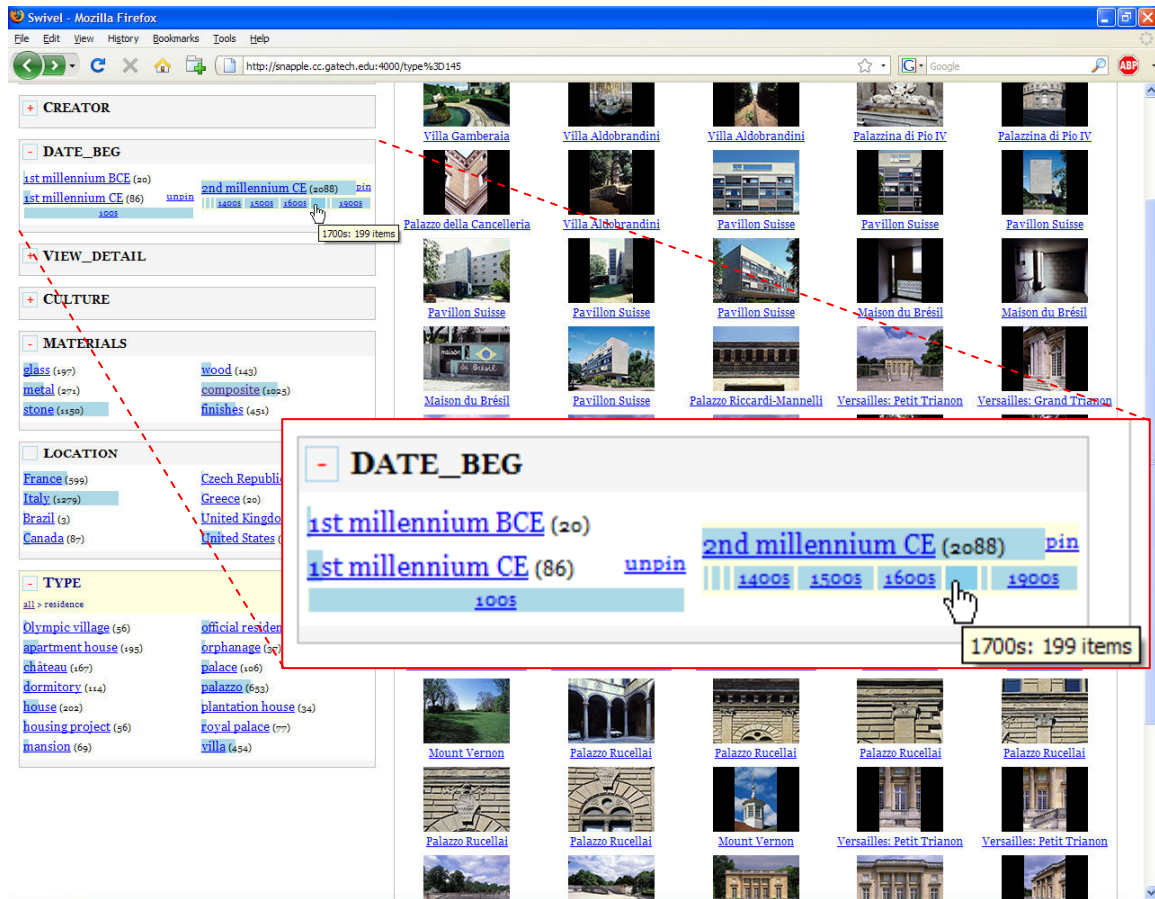 Swivel - Mozilla Firefox
File Edit View History Bookmarks Tools Help
http://snapple.cc.gatech.edu:4000/type%3D145
G Google
ABP
+ CREATOR
- DATE_BEG
1st millennium BCE (20)
1st millennium CE (86) unpin
100s
2nd millennium CE (2088) pin
1400s 1500s 1600s 1900s
1700s: 199 items
+ VIEW_DETAIL
+ CULTURE
- MATERIALS
glass (197) wood (143)
metal (271) composite (1025)
stone (1150) finishes (451)
LOCATION
France (599) Czech Republi
Italy (1279) Greece (20)
Brazil (3) United Kingdo
Canada (87) United States (
- TYPE
all > residence
Olympic village (56) official residen
apartment house (195) orphanage (37)
château (167) palace (106)
dormitory (114) palazzo (653)
house (202) plantation house (34)
housing project (56) royal palace (77)
mansion (69) villa (454)
Villa Gamberaia Villa Aldobrandini Villa Aldobrandini Palazzina di Pio IV Palazzina di Pio IV
Palazzo della Cancelleria Villa Aldobrandini Pavillon Suisse Pavillon Suisse Pavillon Suisse
Pavillon Suisse Pavillon Suisse Pavillon Suisse Maison du Brésil Maison du Brésil
maison du Brésil
Maison du Brésil Pavillon Suisse Palazzo Riccardi-Mannelli Versailles: Petit Trianon Versailles: Grand Trianon
- DATE_BEG
1st millennium BCE (20)
1st millennium CE (86) unpin
100s
2nd millennium CE (2088) pin
1400s 1500s 1600s 1900s
1700s: 199 items
Mount Vernon Palazzo Rucellai Palazzo Rucellai Palazzo Rucellai Palazzo Rucellai
Palazzo Rucellai Palazzo Rucellai Mount Vernon Versailles: Petit Trianon Versailles: Petit Trianon